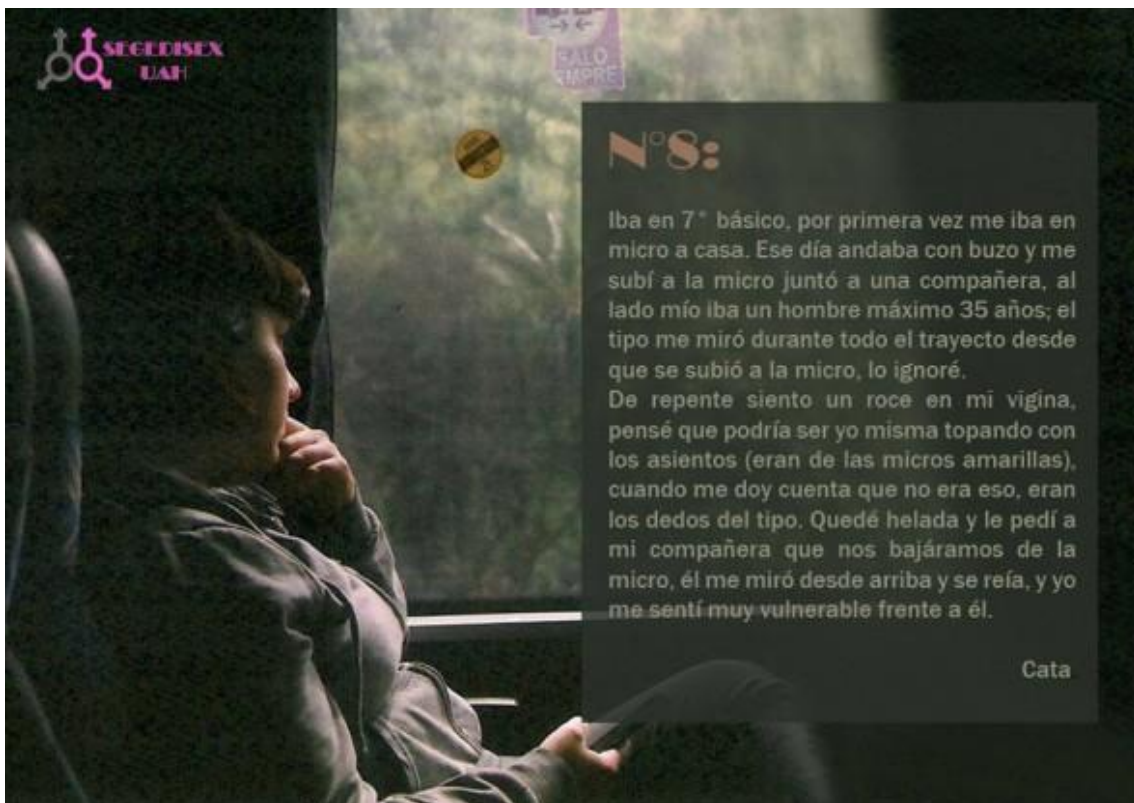 SEGEDISEX
UAH
SALO
EMPRE
N°8:
Iba en 7° básico, por primera vez me iba en
micro a casa. Ese día andaba con buzo y me
subí a la micro juntó a una compañera, al
lado mío iba un hombre máximo 35 años; el
tipo me miró durante todo el trayecto desde
que se subió a la micro, lo ignoré.
De repente siento un roce en mi vigina,
pensé que podría ser yo misma topando con
los asientos (eran de las micros amarillas),
cuando me doy cuenta que no era eso, eran
los dedos del tipo. Quedé helada y le pedí a
mi compañera que nos bajáramos de la
micro, él me miró desde arriba y se reía, y yo
me sentí muy vulnerable frente a él.
Cata